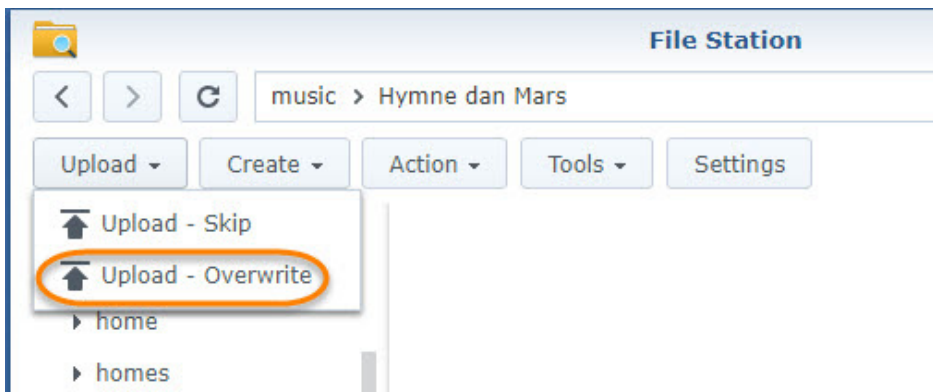 File Station
music > Hymne dan Mars
Upload Create Action Tools Settings
Upload - Skip
Upload - Overwrite
home
homes